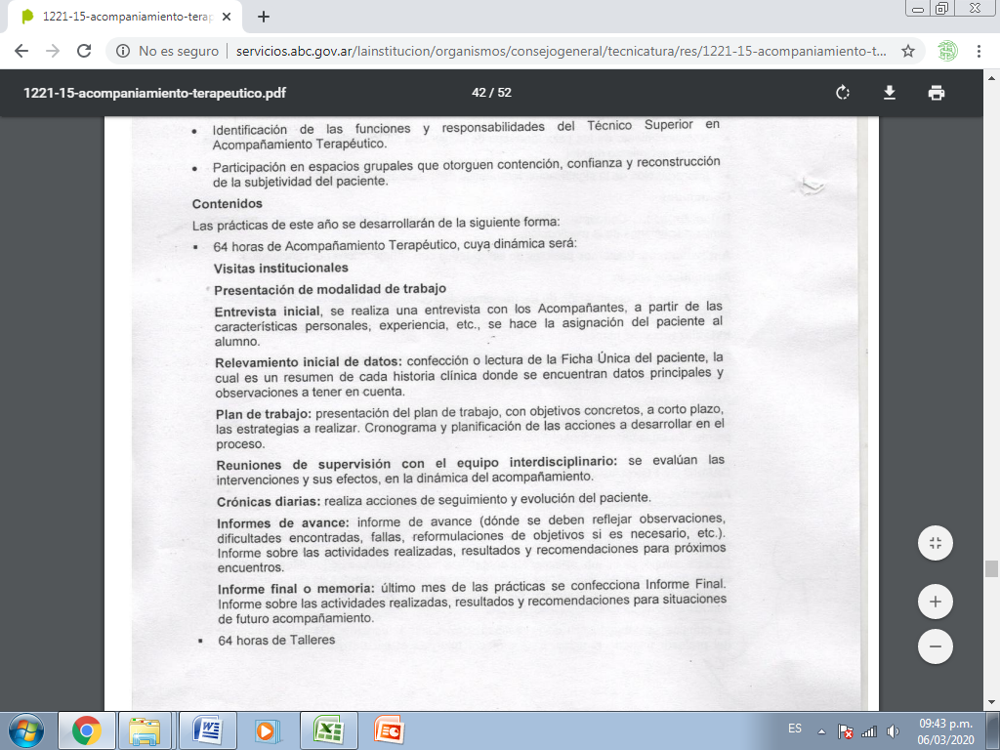 1221-15-acompaniamiento-terap
No es seguro
servicios.abc.gov.ar/lainstitucion/organismos/consejogeneral/tecnicatura/res/1221-15-acompaniamiento-t...
1221-15-acompaniamiento-terapeutico.pdf
42 / 52
• Identificación de las funciones y responsabilidades del Técnico Superior en
Acompañamiento Terapéutico.
• Participación en espacios grupales que otorguen contención, confianza y reconstrucción
de la subjetividad del paciente.
Contenidos
Las prácticas de este año se desarrollarán de la siguiente forma:
▪ 64 horas de Acompañamiento Terapéutico, cuya dinámica será:
Visitas institucionales
Presentación de modalidad de trabajo
Entrevista inicial, se realiza una entrevista con los Acompañantes, a partir de las
características personales, experiencia, etc., se hace la asignación del paciente al
alumno.
Relevamiento inicial de datos: confección o lectura de la Ficha Única del paciente, la
cual es un resumen de cada historia clínica donde se encuentran datos principales y
observaciones a tener en cuenta.
Plan de trabajo: presentación del plan de trabajo, con objetivos concretos, a corto plazo,
las estrategias a realizar. Cronograma y planificación de las acciones a desarrollar en el
proceso.
Reuniones de supervisión con el equipo interdisciplinario: se evalúan las
intervenciones y sus efectos, en la dinámica del acompañamiento.
Crónicas diarias: realiza acciones de seguimiento y evolución del paciente.
Informes de avance: informe de avance (dónde se deben reflejar observaciones,
dificultades encontradas, fallas, reformulaciones de objetivos si es necesario, etc.).
Informe sobre las actividades realizadas, resultados y recomendaciones para próximos
encuentros.
Informe final o memoria: último mes de las prácticas se confecciona Informe Final.
Informe sobre las actividades realizadas, resultados y recomendaciones para situaciones
de futuro acompañamiento.
▪ 64 horas de Talleres
ES
09:43 p.m.
06/03/2020